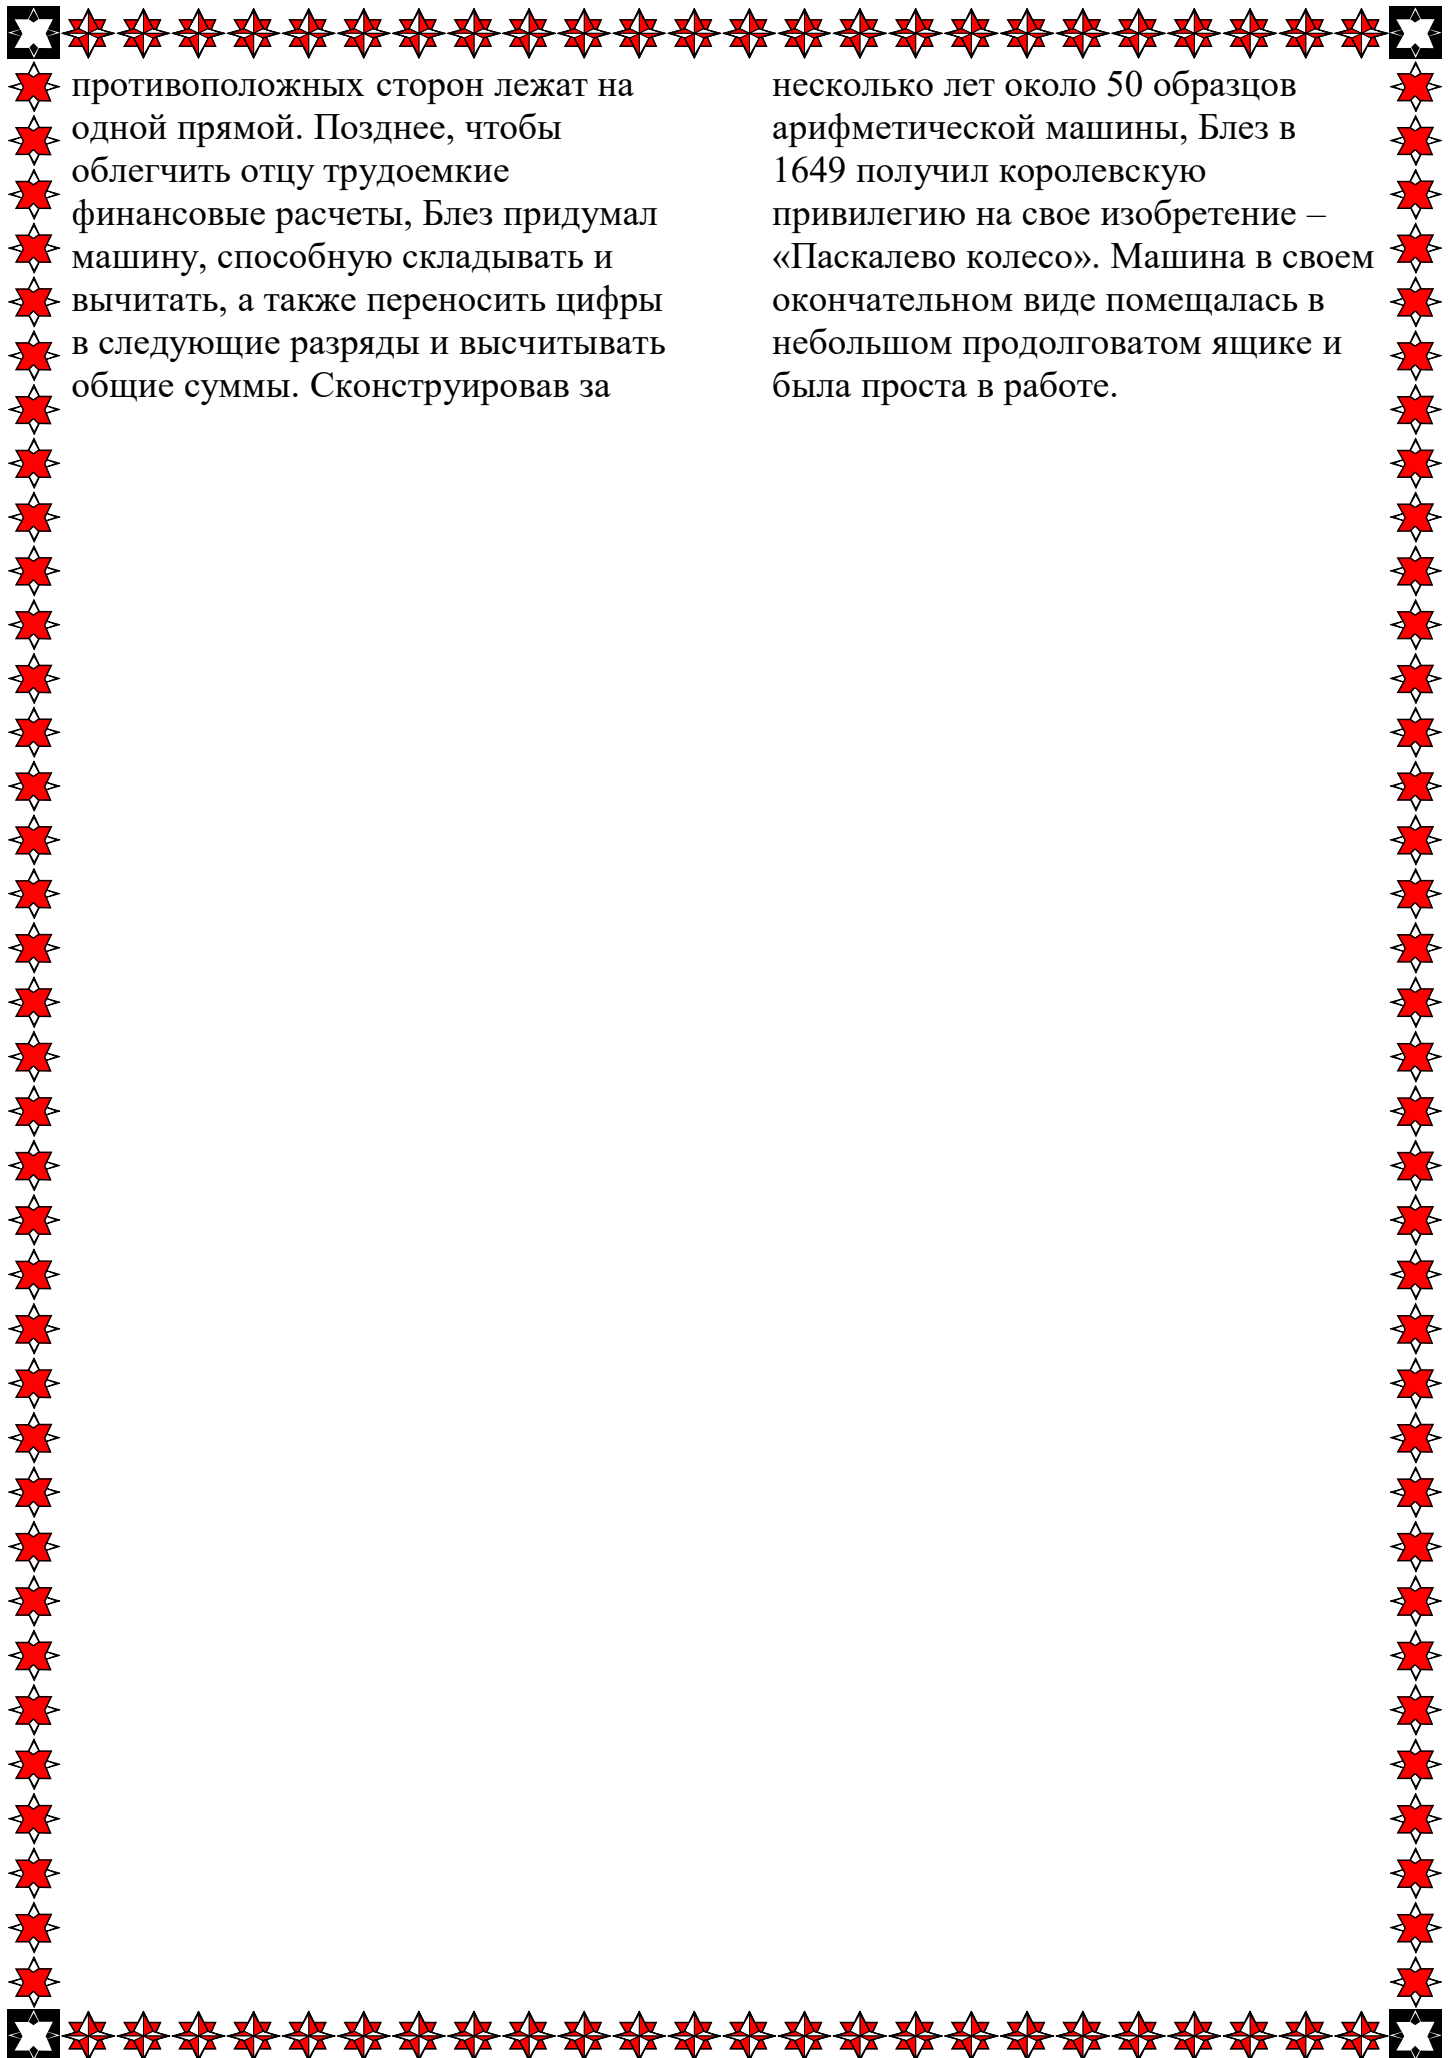 противоположных сторон лежат на
одной прямой. Позднее, чтобы
облегчить отцу трудоемкие
финансовые расчеты, Блез придумал
машину, способную складывать и
вычитать, а также переносить цифры
в следующие разряды и высчитывать
общие суммы. Сконструировав за
несколько лет около 50 образцов
арифметической машины, Блез в
1649 получил королевскую
привилегию на свое изобретение –
«Паскалево колесо». Машина в своем
окончательном виде помещалась в
небольшом продолговатом ящике и
была проста в работе.